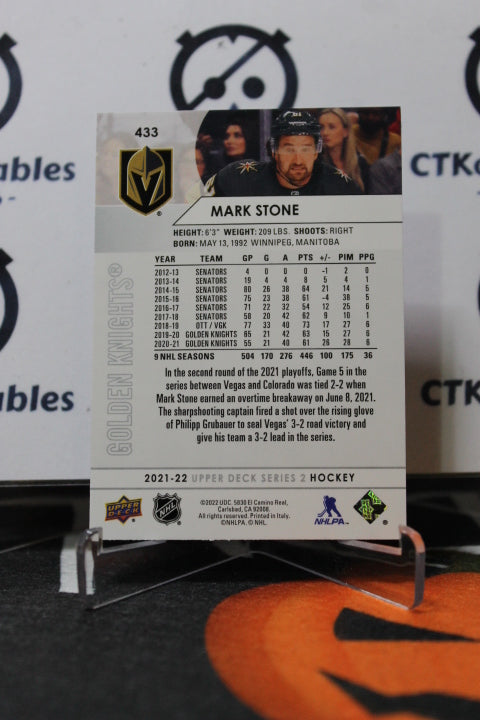 ables
CTKo
ables
433
MARK STONE
HEIGHT: 6'3" WEIGHT: 209 LBS. SHOOTS: RIGHT
BORN: MAY 13, 1992 WINNIPEG, MANITOBA
YEAR TEAM GP G A PTS +/- PIM PPG
2012-13 SENATORS 4 0 0 0 -1 2 0
2013-14 SENATORS 19 4 4 8 5 4 1
2014-15 SENATORS 80 26 38 64 21 14 5
2015-16 SENATORS 75 23 38 61 -4 38 5
2016-17 SENATORS 71 22 32 54 12 25 6
2017-18 SENATORS 58 20 42 62 9 10 1
2018-19 OTT / VGK 77 33 40 73 17 27 6
2019-20 GOLDEN KNIGHTS 65 21 42 63 15 27 6
2020-21 GOLDEN KNIGHTS 55 21 40 61 26 28 6
9 NHL SEASONS 504 170 276 446 100 175 36
GOLDEN KNIGHTS®
In the second round of the 2021 playoffs, Game 5 in the
series between Vegas and Colorado was tied 2-2 when
Mark Stone earned an overtime breakaway on June 8, 2021.
The sharpshooting captain fired a shot over the rising glove
of Philipp Grubauer to seal Vegas' 3-2 road victory and
give his team a 3-2 lead in the series.
2021-22 UPPER DECK SERIES 2 HOCKEY
UPPER DECK
NHL
©2022 UDC. 5830 El Camino Real,
Carlsbad, CA 92008.
All rights reserved. Printed in Italy.
©NHLPA. © NHL.
NHLPA